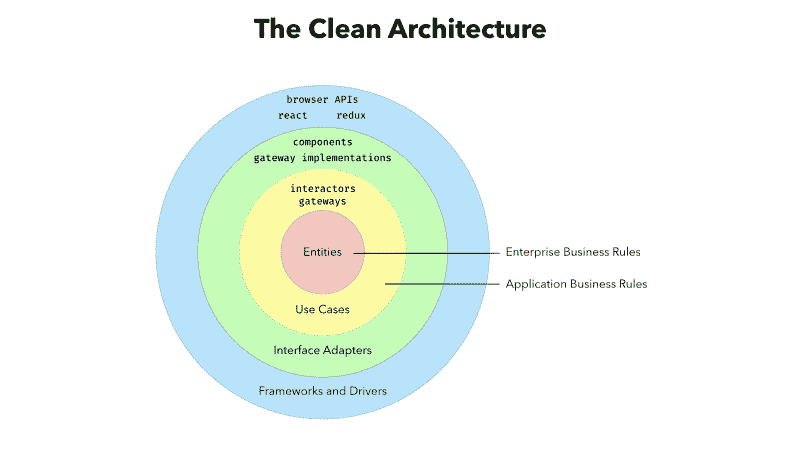 The Clean Architecture
browser APIs
react redux
components
gateway implementations
interactors
gateways
Entities
Enterprise Business Rules
Application Business Rules
Use Cases
Interface Adapters
Frameworks and Drivers